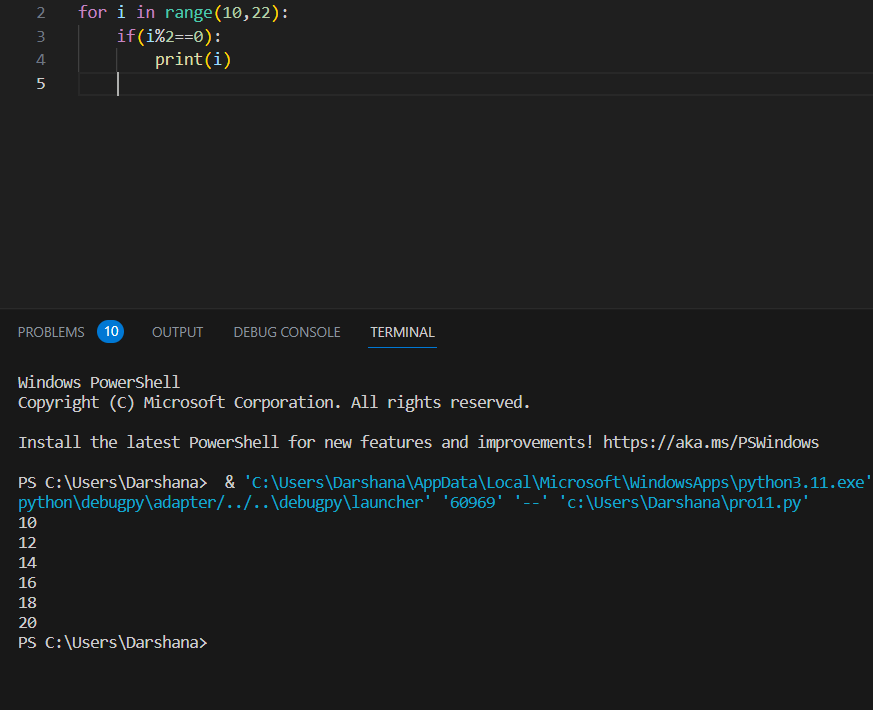 2 for i in range(10,22):
3     if(i%2==0):
4         print(i)
5
PROBLEMS 10 OUTPUT DEBUG CONSOLE TERMINAL
Windows PowerShell
Copyright (C) Microsoft Corporation. All rights reserved.
Install the latest PowerShell for new features and improvements! https://aka.ms/PSWindows
PS C:\Users\Darshana>  & 'C:\Users\Darshana\AppData\Local\Microsoft\WindowsApps\python3.11.exe'
python\debugpy\adapter/../..\debugpy\launcher' '60969' '--' 'c:\Users\Darshana\pro11.py'
10
12
14
16
18
20
PS C:\Users\Darshana>